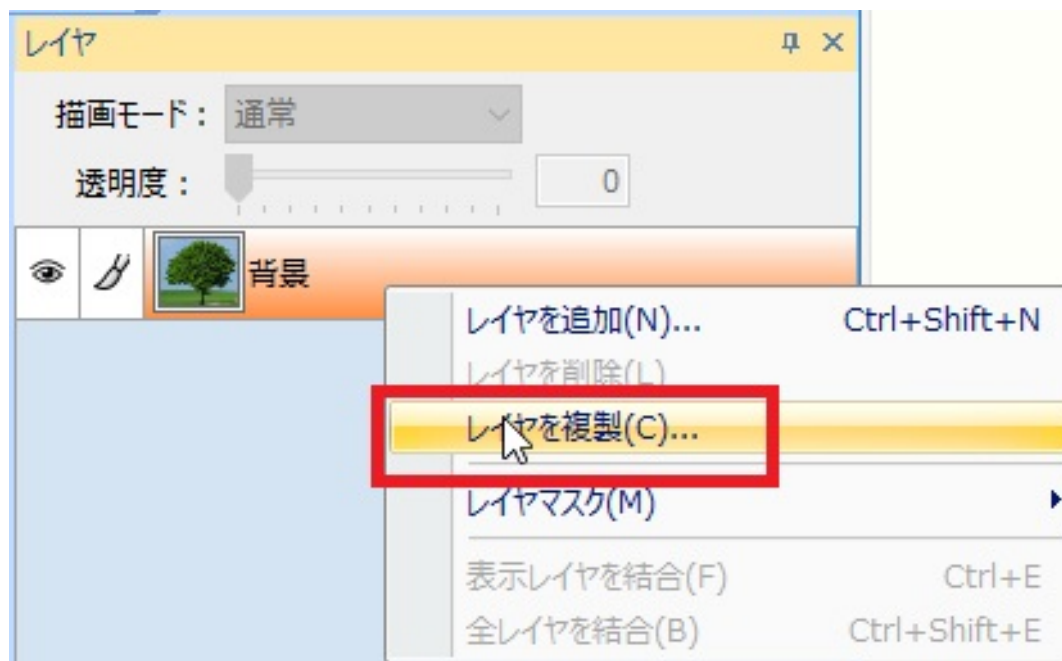 レイヤ
描画モード： 通常
透明度： 0
背景
レイヤを追加(N)... Ctrl+Shift+N
レイヤを削除(L)
レイヤを複製(C)...
レイヤマスク(M)
表示レイヤを結合(F) Ctrl+E
全レイヤを結合(B) Ctrl+Shift+E